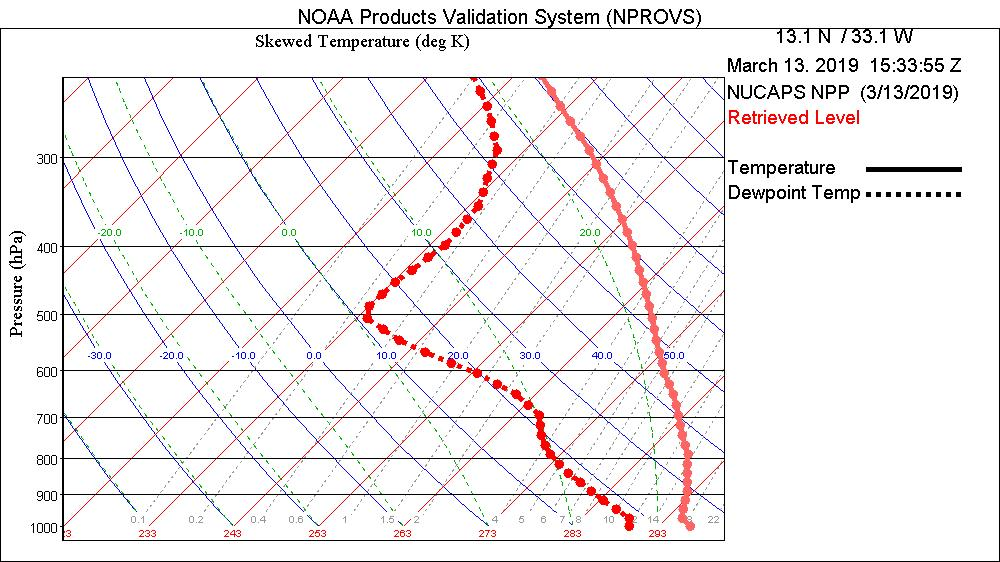 NOAA Products Validation System (NPROVS)
Skewed Temperature (deg K)
13.1 N / 33.1 W
March 13. 2019 15:33:55 Z
NUCAPS NPP (3/13/2019)
Retrieved Level
Temperature
Dewpoint Temp
Pressure (hPa)
300
-20.0 -10.0 0.0 10.0 20.0
400
500
-30.0 -20.0 -10.0 0.0 10.0 20.0 30.0 40.0 50.0
600
700
800
900
0.1 0.2 0.4 0.6 1 1.5 2 4 5 6 7 8 10 14 22
1000
3 233 243 253 263 273 283 293